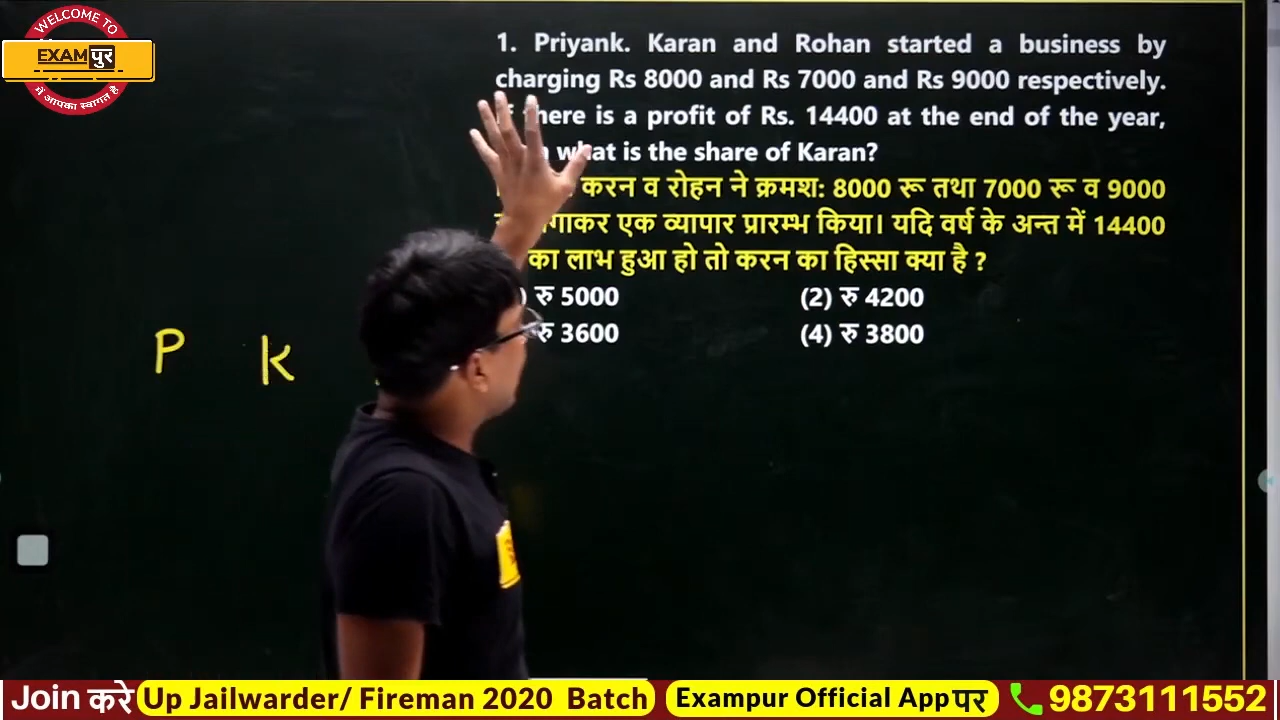 WELCOME TO
EXAMपुर
में आपका स्वागत है
1. Priyank. Karan and Rohan started a business by
charging Rs 8000 and Rs 7000 and Rs 9000 respectively.
there is a profit of Rs. 14400 at the end of the year,
what is the share of Karan?
करन व रोहन ने क्रमश: 8000 रू तथा 7000 रू व 9000
एक व्यापार प्रारम्भ किया। यदि वर्ष के अन्त में 14400
का लाभ हुआ हो तो करन का हिस्सा क्या है ?
रु 5000 (2) रु 4200
रु 3600 (4) रु 3800
P K
Join करे Up Jailwarder/ Fireman 2020 Batch Exampur Official App पर 9873111552